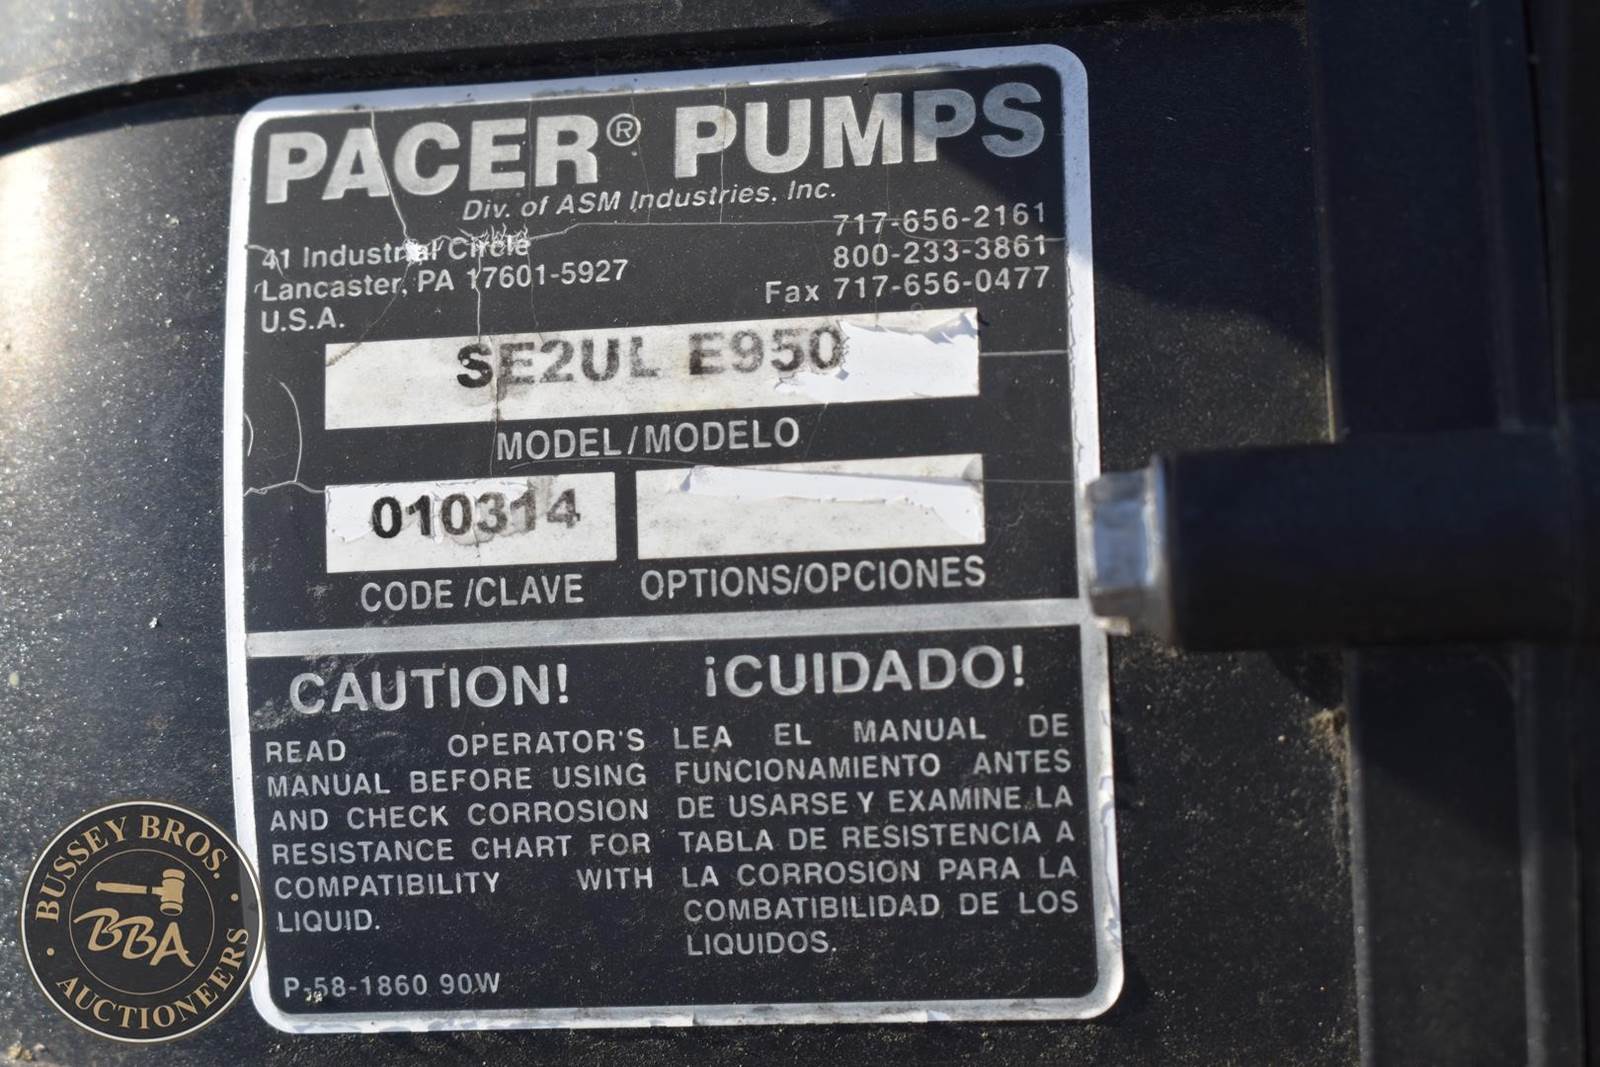 PACER® PUMPS
Div. of ASM Industries, Inc.
41 Industrial Circle
Lancaster, PA 17601-5927
U.S.A.
717-656-2161
800-233-3861
Fax 717-656-0477
SE2UL E950
MODEL/MODELO
010314
CODE/CLAVE
OPTIONS/OPCIONES
CAUTION!
READ OPERATOR'S
MANUAL BEFORE USING
AND CHECK CORROSION
RESISTANCE CHART FOR
COMPATIBILITY WITH
LIQUID.
¡CUIDADO!
LEA EL MANUAL DE
FUNCIONAMIENTO ANTES
DE USARSE Y EXAMINE LA
TABLA DE RESISTENCIA A
LA CORROSION PARA LA
COMBATIBILIDAD DE LOS
LIQUIDOS.
P-58-1860 90W
BUSSEY BROS.
BBA
AUCTIONEERS